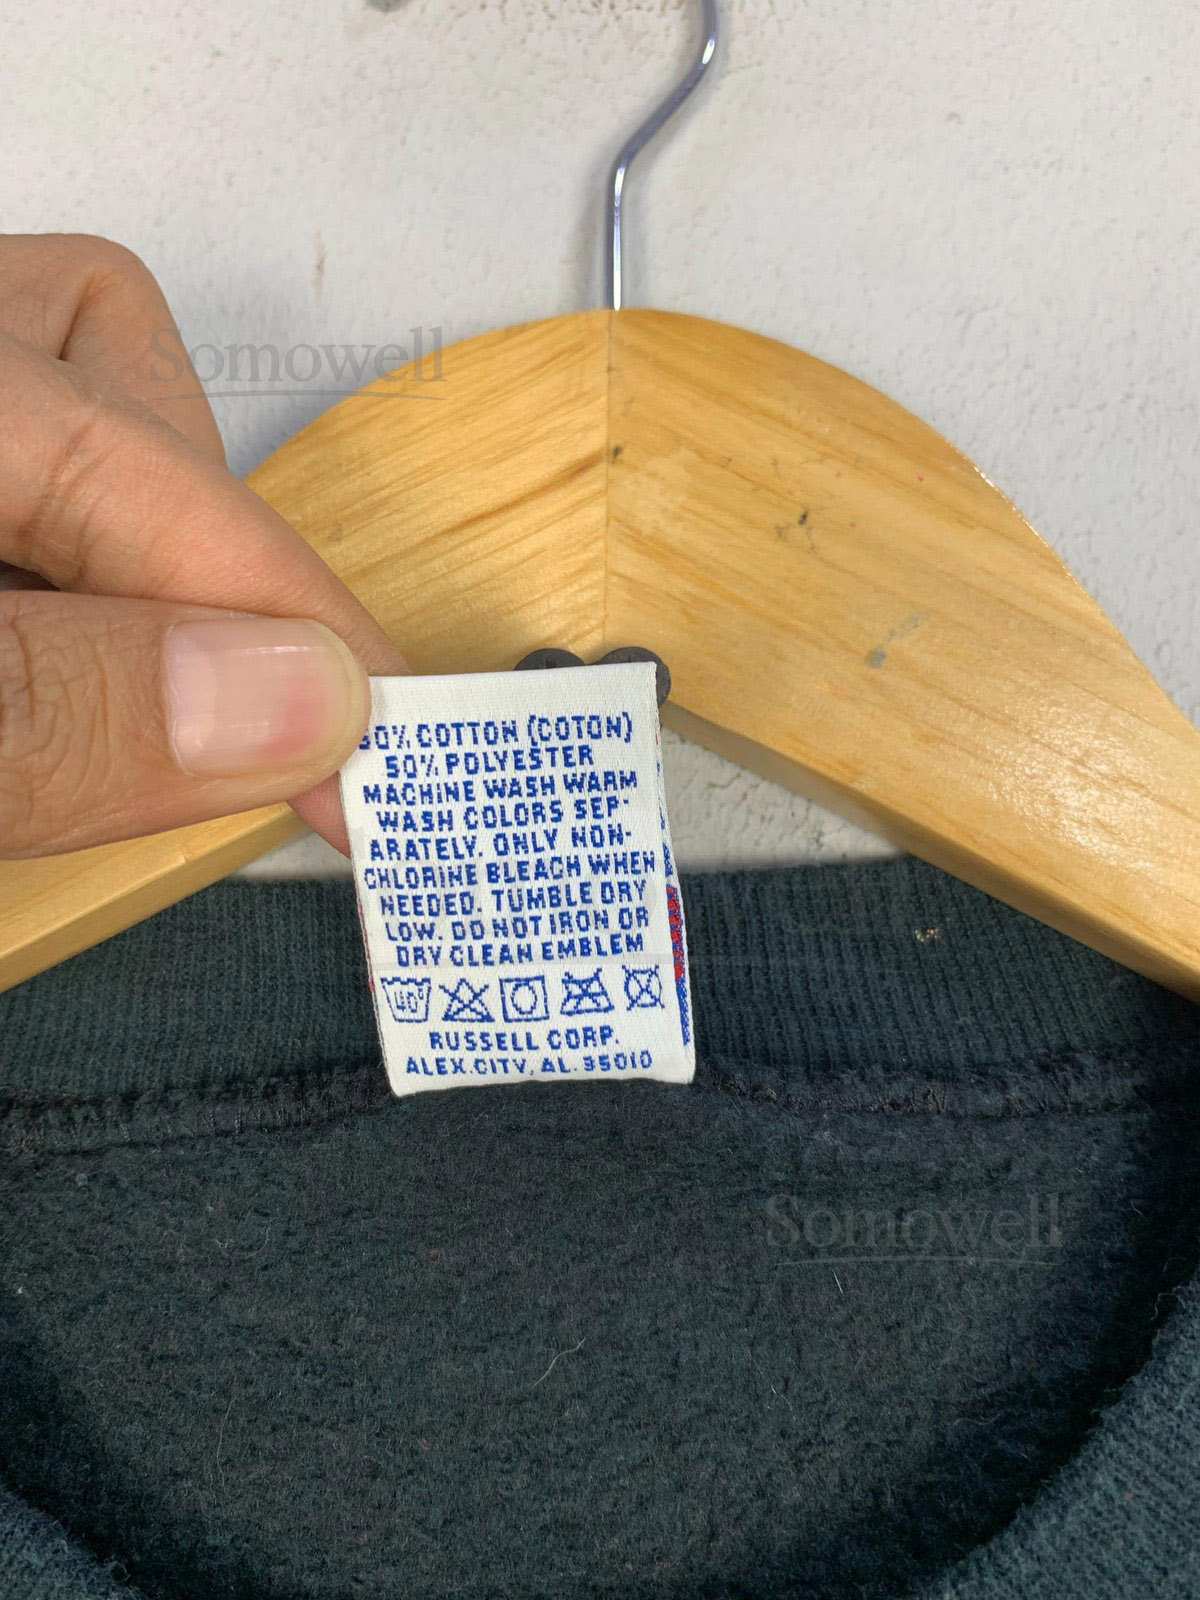 Somowell
50% COTTON (COTON)
50% POLYESTER
MACHINE WASH WARM
WASH COLORS SEP-
ARATELY. ONLY NON-
CHLORINE BLEACH WHEN
NEEDED. TUMBLE DRY
LOW. DO NOT IRON OR
DRY CLEAN EMBLEM
40°
RUSSELL CORP.
ALEX.CITY, AL. 35010
Somowell